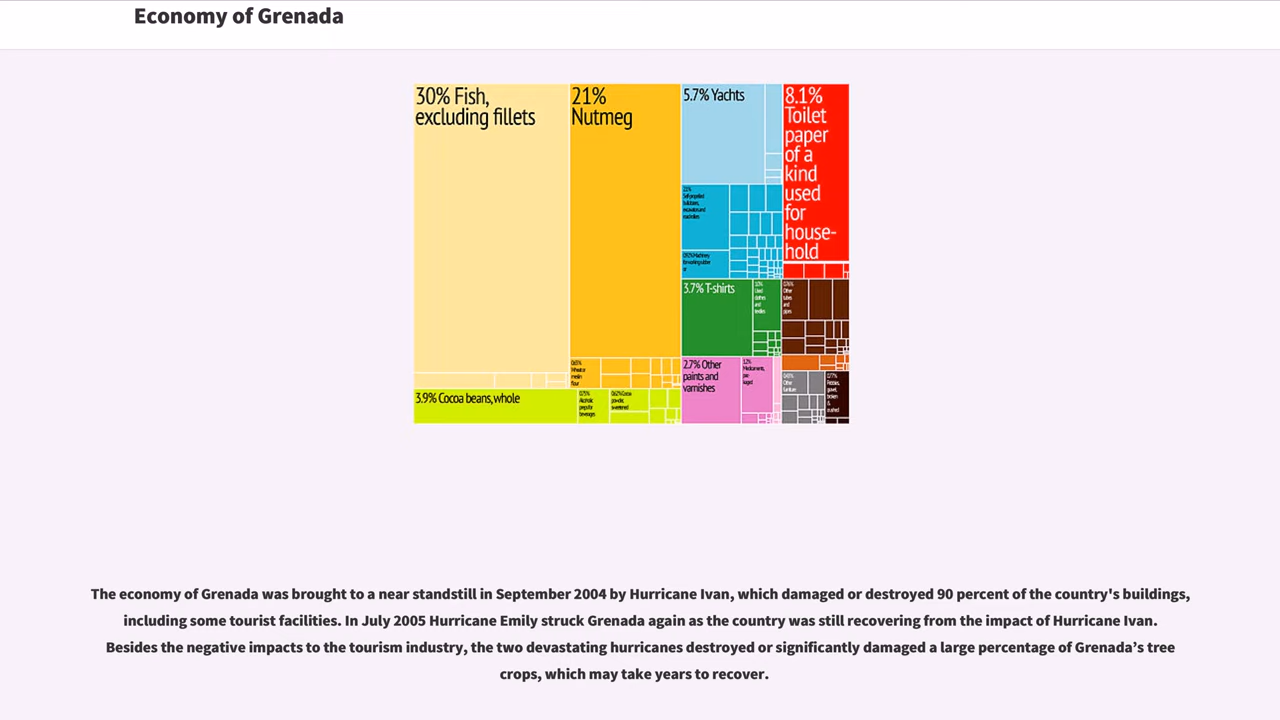 Economy of Grenada
30% Fish,
excluding fillets
21%
Nutmeg
5.7% Yachts
8.1%
Toilet
paper
of a
kind
used
for
house-
hold
3.7% T-shirts
2.7% Other
paints and
varnishes
3.9% Cocoa beans, whole
The economy of Grenada was brought to a near standstill in September 2004 by Hurricane Ivan, which damaged or destroyed 90 percent of the country's buildings,
including some tourist facilities. In July 2005 Hurricane Emily struck Grenada again as the country was still recovering from the impact of Hurricane Ivan.
Besides the negative impacts to the tourism industry, the two devastating hurricanes destroyed or significantly damaged a large percentage of Grenada’s tree
crops, which may take years to recover.